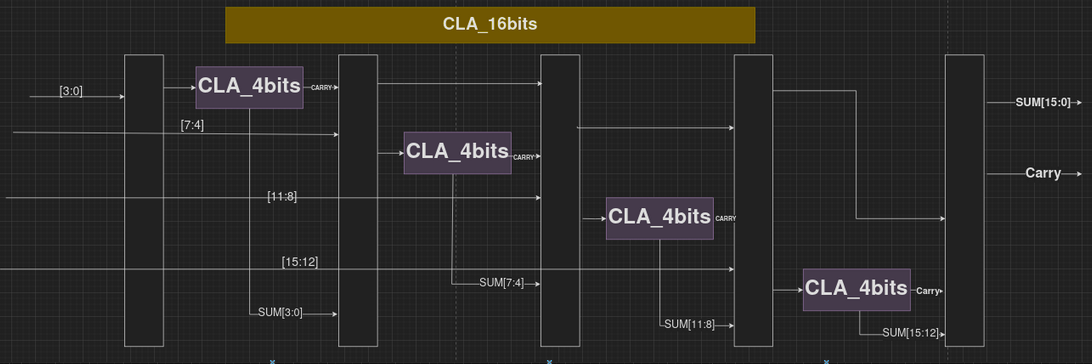 CLA_16bits
[3:0]
CLA_4bits
CARRY
SUM[15:0]
[7:4]
CLA_4bits
CARRY
Carry
[11:8]
CLA_4bits
CARRY
[15:12]
SUM[7:4]
CLA_4bits
Carry
SUM[3:0]
SUM[11:8]
SUM[15:12]